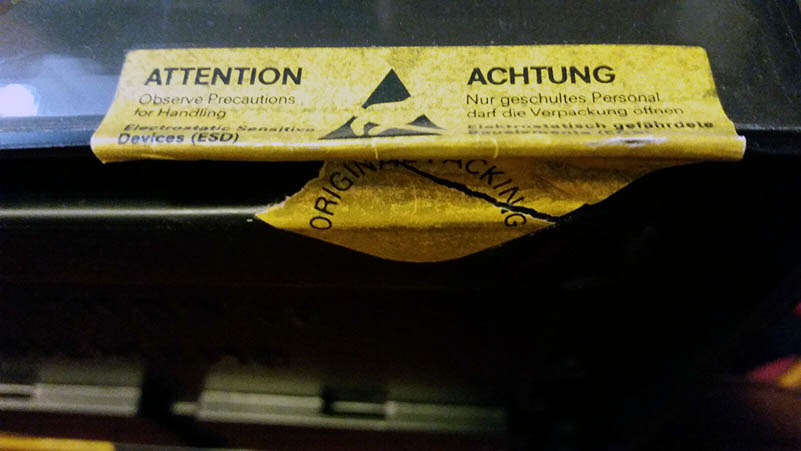 ATTENTION
Observe Precautions
for Handling
Electrostatic Sensitive
Devices (ESD)
ACHTUNG
Nur geschultes Personal
darf die Verpackung öffnen
Elektrostatisch gefährdete
Bauelemente
ORIGINAL PACKING